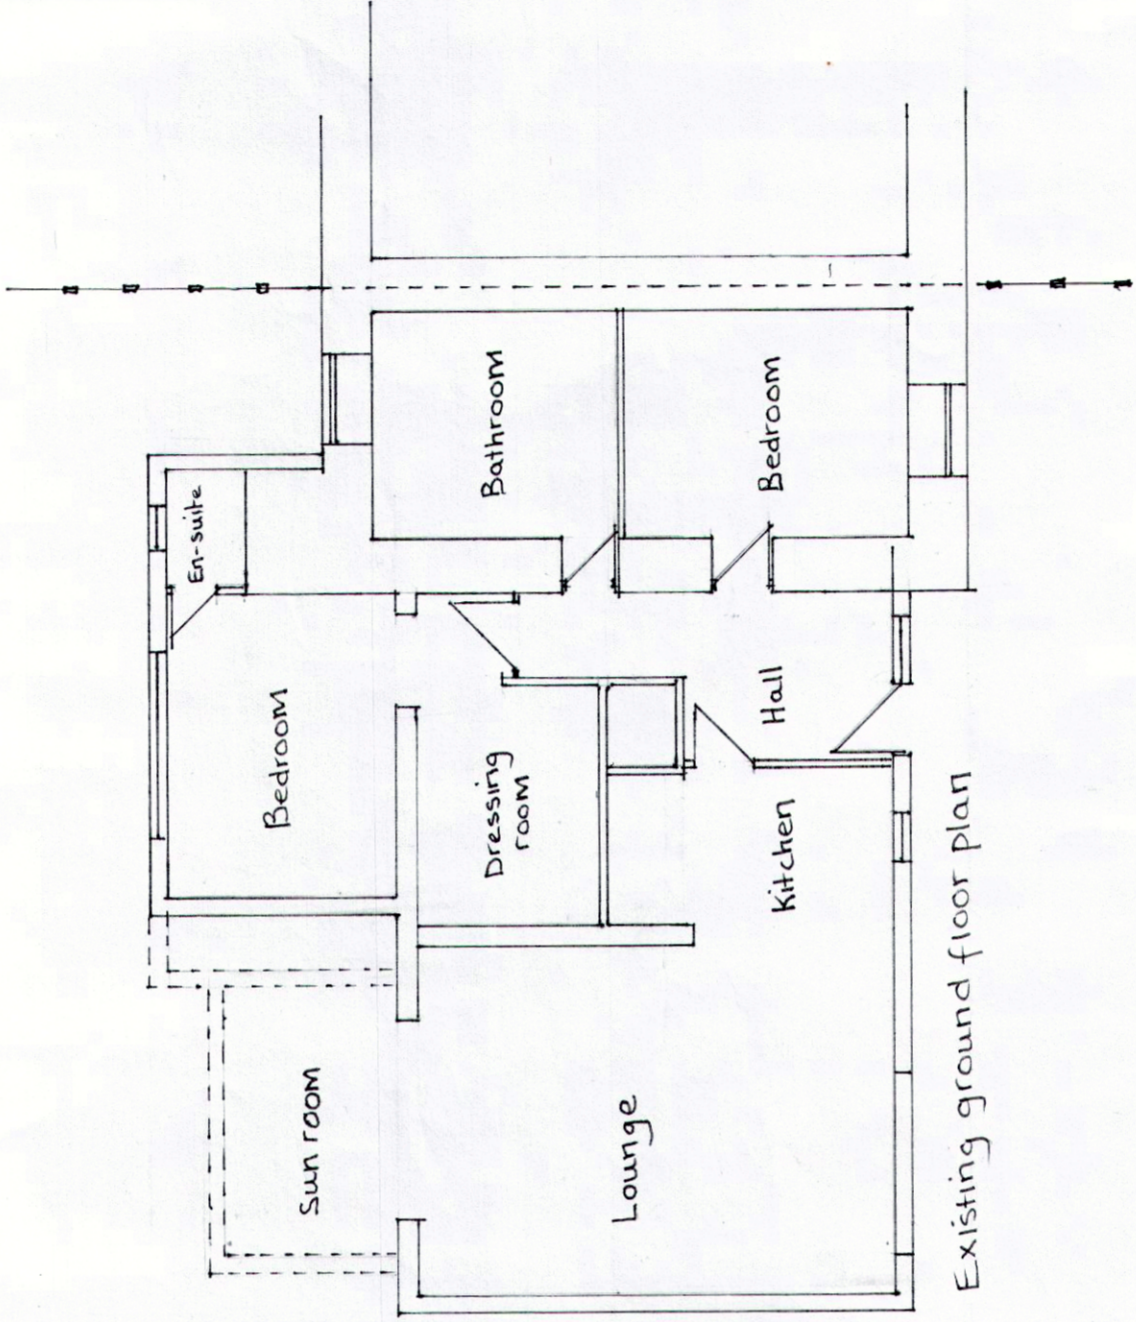 Sun room
Bedroom
En-suite
Lounge
Dressing
room
Bathroom
Kitchen
Hall
Bedroom
Existing ground floor plan